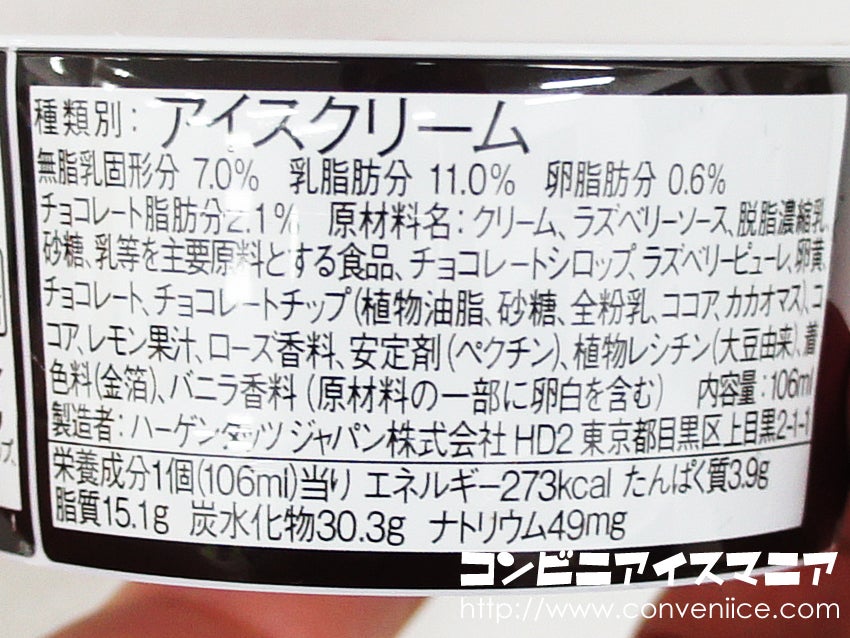 種類別：アイスクリーム
無脂乳固形分 7.0% 乳脂肪分 11.0% 卵脂肪分 0.6%
チョコレート脂肪分2.1% 原材料名：クリーム、ラズベリーソース、脱脂濃縮乳、
砂糖、乳等を主要原料とする食品、チョコレートシロップ、ラズベリーピューレ、卵黄、
チョコレート、チョコレートチップ(植物油脂、砂糖、全粉乳、ココア、カカオマス)、コ
コア、レモン果汁、ローズ香料、安定剤(ペクチン)、植物レシチン(大豆由来)、着
色料(金箔)、バニラ香料(原材料の一部に卵白を含む) 内容量：106ml
製造者：ハーゲンダッツ ジャパン株式会社 HD2 東京都目黒区上目黒2-1-1
栄養成分1個(106ml)当り エネルギー273kcal たんぱく質3.9g
脂質15.1g 炭水化物30.3g ナトリウム49mg
コンビニアイスマニア
http://www.conveniice.com